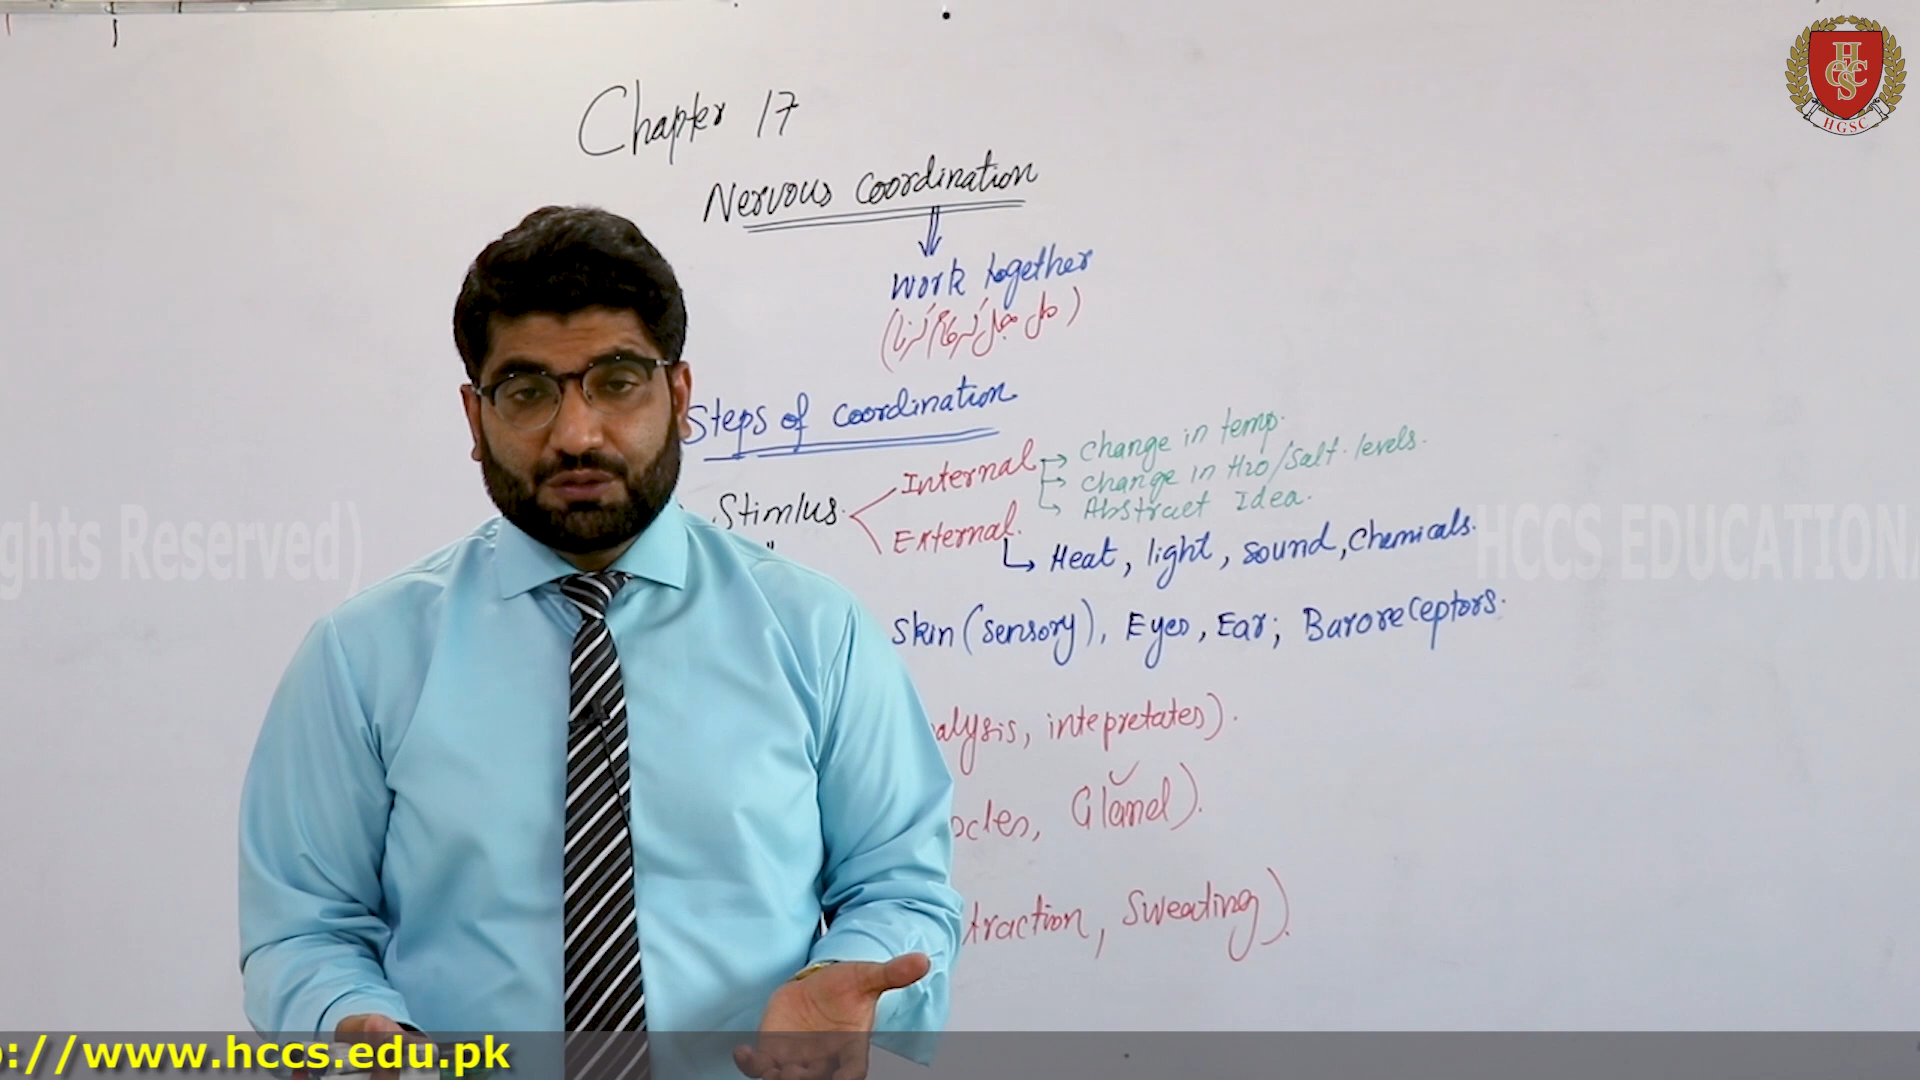 Chapter 17
Nervous coordination
Work together
(مل جل کر کام کرنا)
Steps of coordination
Stimlus.
Internal
change in temp.
change in H2O/Salt levels.
Abstract Idea.
External.
Heat, light, sound, chemicals.
Skin (sensory), Eyes, Ear; Baroreceptors.
alysis, intepretates).
Gland).
traction, Sweating).
HGSC
ghts Reserved)
HCCS EDUCATIONA
://www.hccs.edu.pk